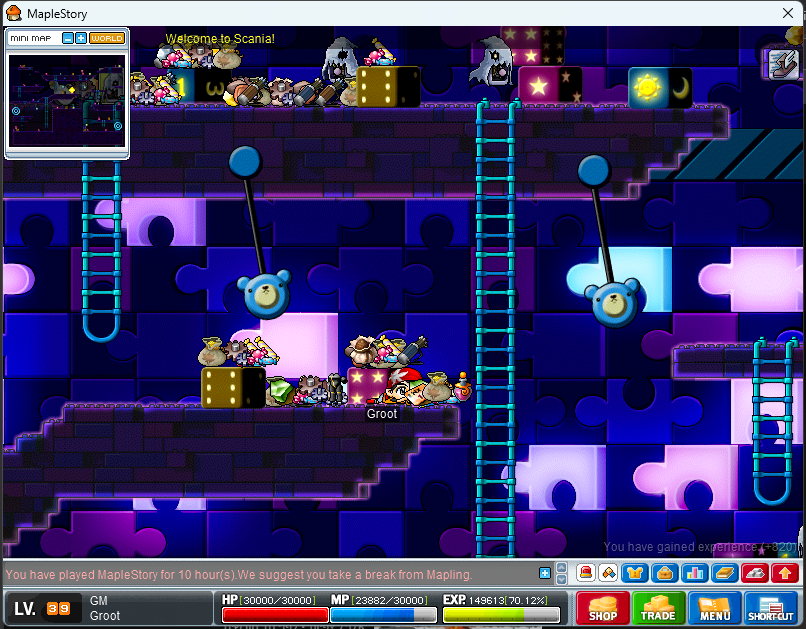 MapleStory
MINI MAP
WORLD
Welcome to Scania!
Groot
You have gained experience (+820)
You have played MapleStory for 10 hour(s).We suggest you take a break from Mapling.
LV. 39
GM
Groot
HP[30000/30000]
MP[23882/30000]
EXP 149613[70.12%]
SHOP
TRADE
MENU
SHORTCUT